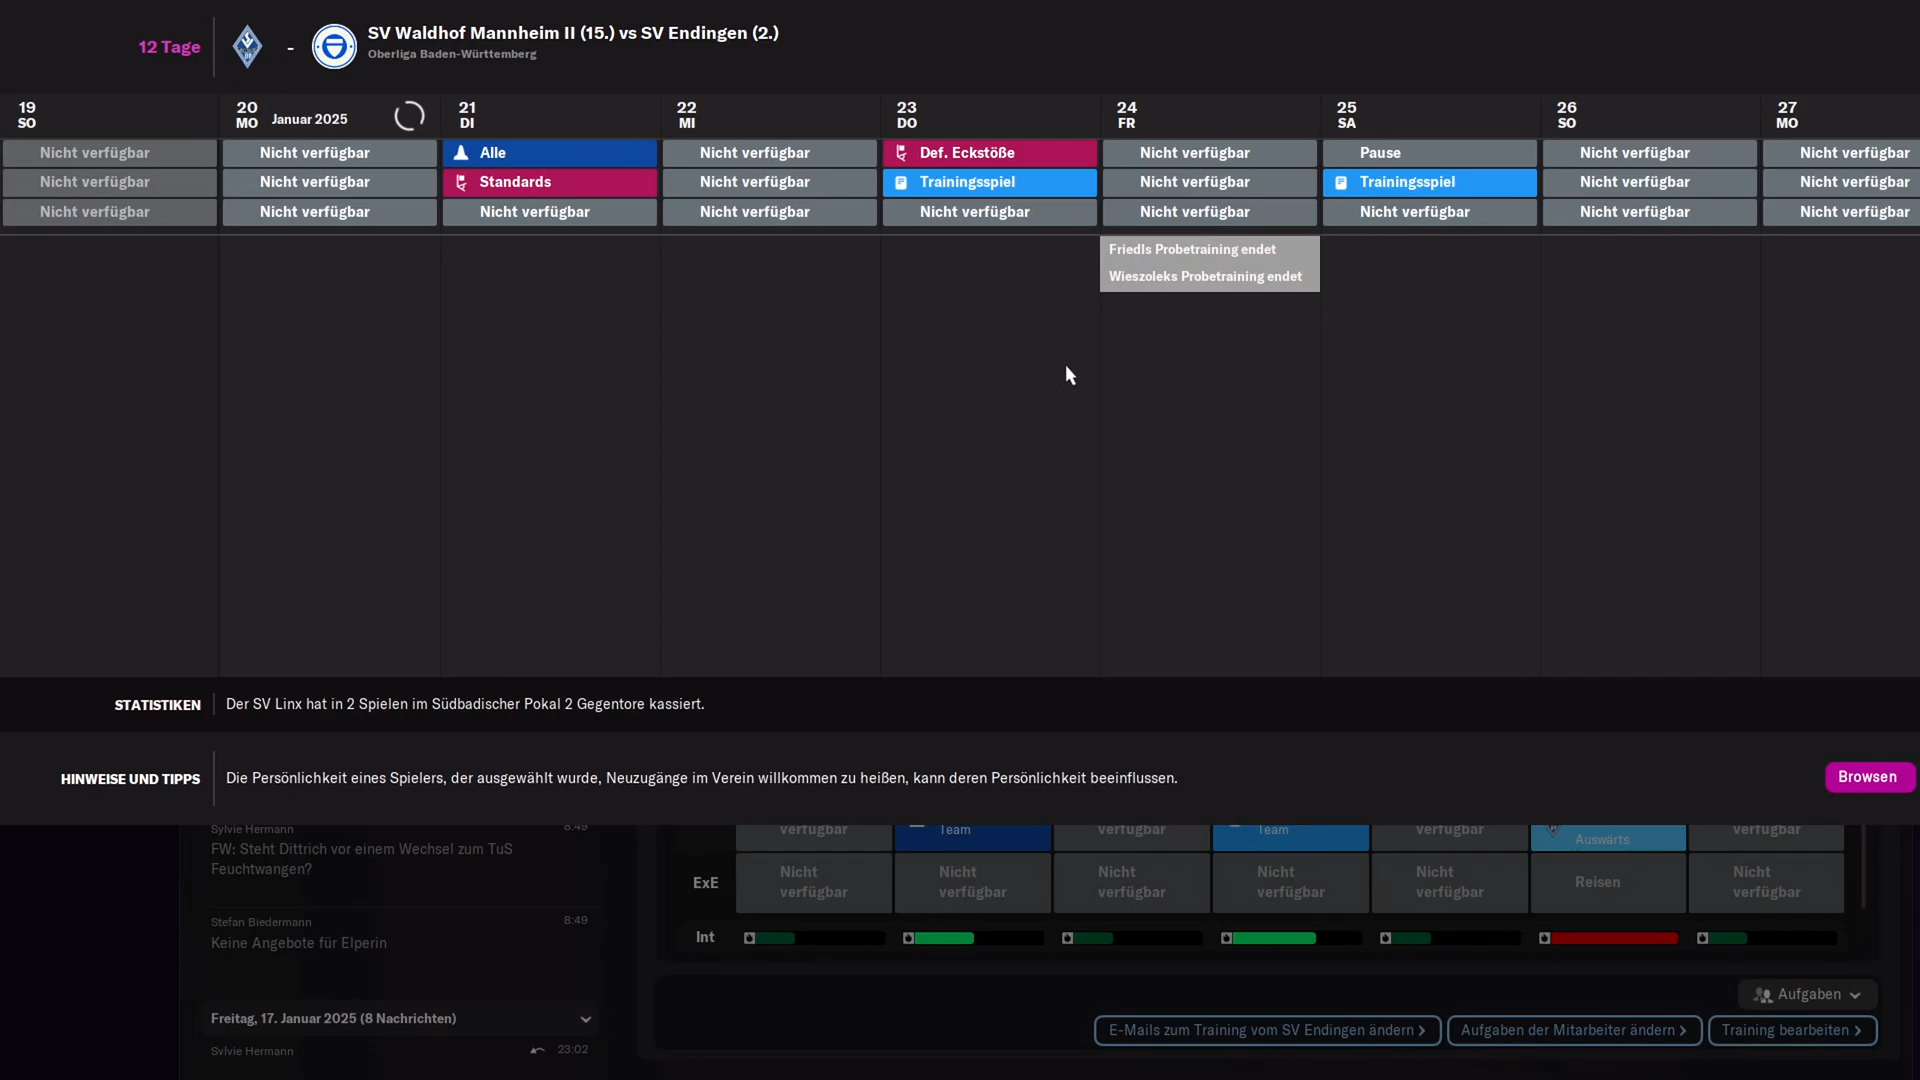 12 Tage
-
SV Waldhof Mannheim II (15.) vs SV Endingen (2.)
Oberliga Baden-Württemberg
19
SO
20
MO
Januar 2025
21
DI
22
MI
23
DO
24
FR
25
SA
26
SO
27
MO
Nicht verfügbar
Nicht verfügbar
Alle
Nicht verfügbar
Def. Eckstöße
Nicht verfügbar
Pause
Nicht verfügbar
Nicht verfügbar
Nicht verfügbar
Nicht verfügbar
Standards
Nicht verfügbar
Trainingsspiel
Nicht verfügbar
Trainingsspiel
Nicht verfügbar
Nicht verfügbar
Nicht verfügbar
Nicht verfügbar
Nicht verfügbar
Nicht verfügbar
Nicht verfügbar
Nicht verfügbar
Nicht verfügbar
Nicht verfügbar
Nicht verfügbar
Friedls Probetraining endet
Wieszoleks Probetraining endet
STATISTIKEN
Der SV Linx hat in 2 Spielen im Südbadischer Pokal 2 Gegentore kassiert.
HINWEISE UND TIPPS
Die Persönlichkeit eines Spielers, der ausgewählt wurde, Neuzugänge im Verein willkommen zu heißen, kann deren Persönlichkeit beeinflussen.
Browsen
Sylvie Hermann
8:49
FW: Steht Dittrich vor einem Wechsel zum TuS
Feuchtwangen?
Stefan Biedermann
8:49
Keine Angebote für Elperin
Freitag, 17. Januar 2025 (8 Nachrichten)
Sylvie Hermann
23:02
verfügbar
Team
verfügbar
Team
verfügbar
Auswärts
verfügbar
ExE
Nicht
verfügbar
Nicht
verfügbar
Nicht
verfügbar
Nicht
verfügbar
Nicht
verfügbar
Reisen
Nicht
verfügbar
Int
Aufgaben
E-Mails zum Training vom SV Endingen ändern
Aufgaben der Mitarbeiter ändern
Training bearbeiten